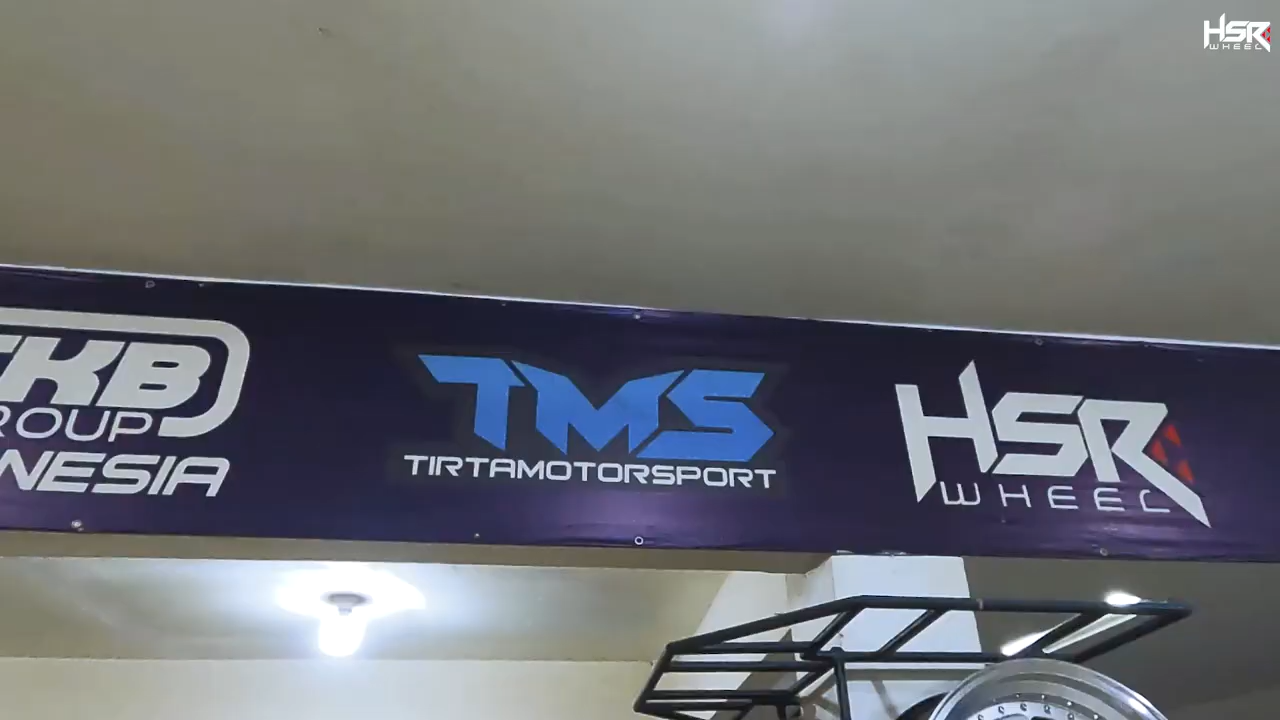 HSR
WHEEL
KB
ROUP
NESIA
TMS
TIRTAMOTORSPORT
HSR
WHEEL